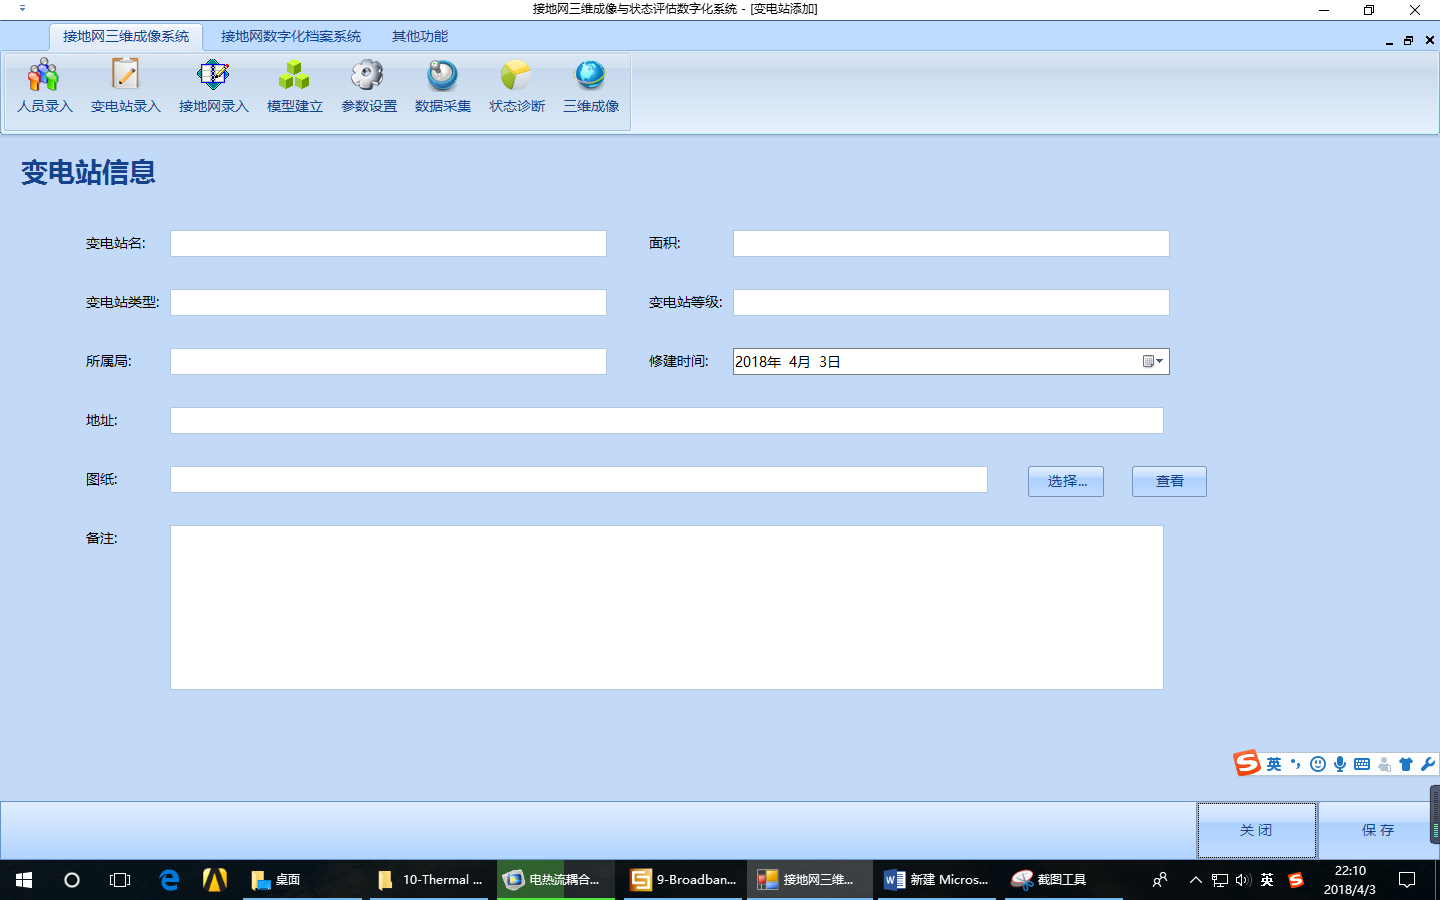 接地网三维成像与状态评估数字化系统 - [变电站添加]
接地网三维成像系统 接地网数字化档案系统 其他功能
人员录入 变电站录入 接地网录入 模型建立 参数设置 数据采集 状态诊断 三维成像
变电站信息
变电站名: 面积:
变电站类型: 变电站等级:
所属局: 修建时间: 2018年 4月 3日
地址:
图纸: 选择... 查看
备注:
英
关 闭 保 存
桌面 10-Thermal ... 电热流耦合... 9-Broadban... 接地网三维... 新建 Micros... 截图工具 英 22:10
2018/4/3